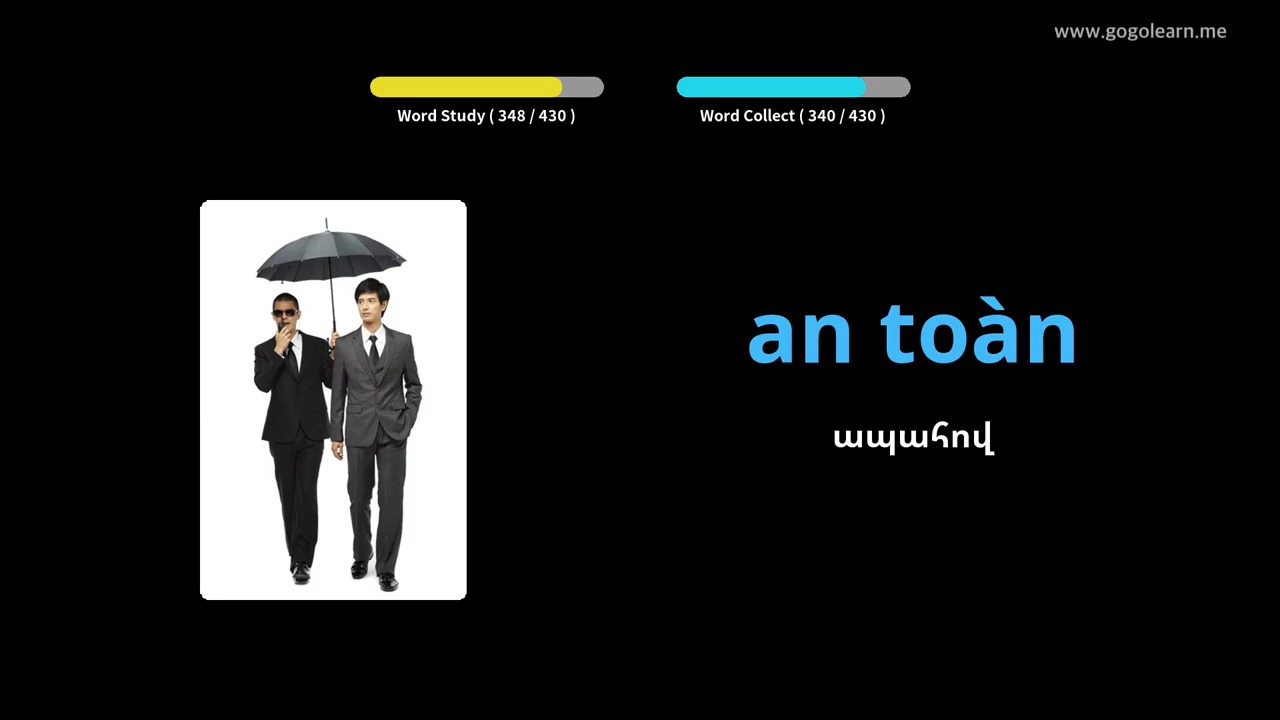 www.gogolearn.me
Word Study ( 348 / 430 )
Word Collect ( 340 / 430 )
an toàn
ապահով